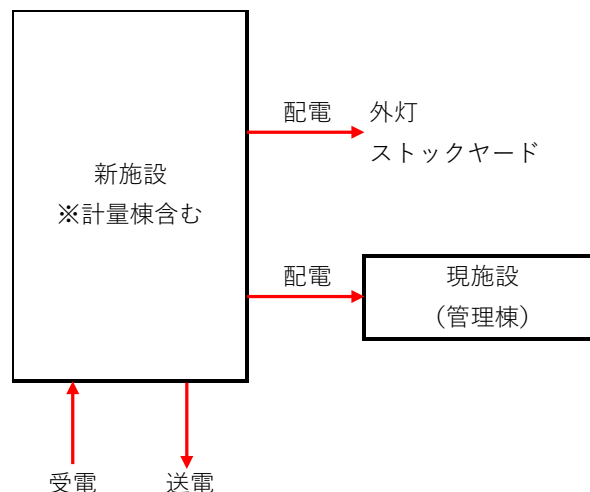 配電
外灯
ストックヤード
新施設
※計量棟含む
配電
現施設
（管理棟）
受電
送電